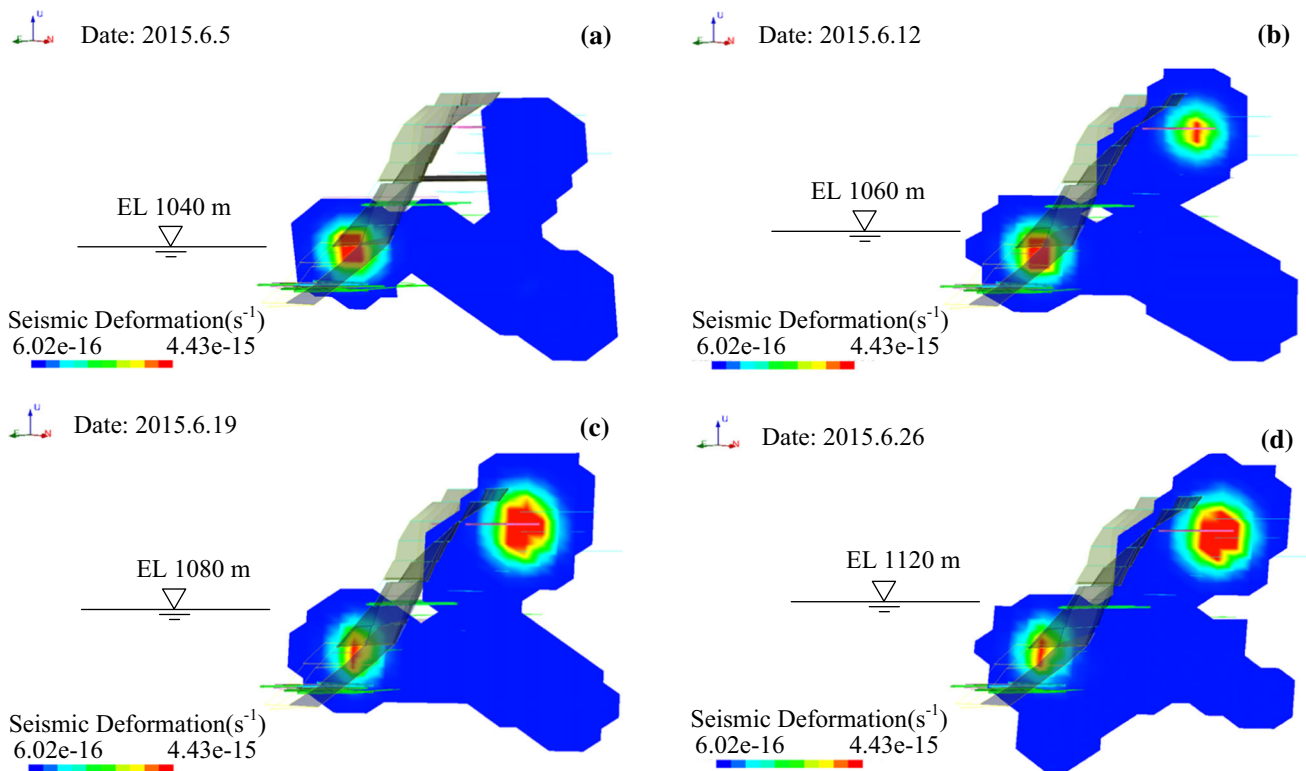 U
E N
Date: 2015.6.5
(a)
EL 1040 m
Seismic Deformation(s⁻¹)
6.02e-16 4.43e-15
U
E N
Date: 2015.6.12
(b)
EL 1060 m
Seismic Deformation(s⁻¹)
6.02e-16 4.43e-15
U
E N
Date: 2015.6.19
(c)
EL 1080 m
Seismic Deformation(s⁻¹)
6.02e-16 4.43e-15
U
E N
Date: 2015.6.26
(d)
EL 1120 m
Seismic Deformation(s⁻¹)
6.02e-16 4.43e-15